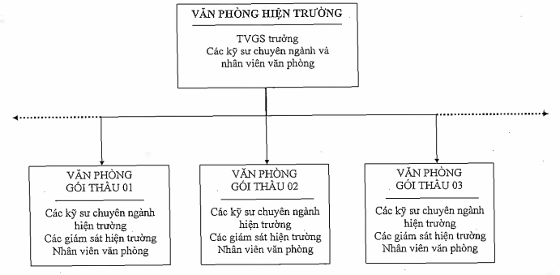 VĂN PHÒNG HIỆN TRƯỜNG
TVGS trưởng
Các kỹ sư chuyên ngành và
nhân viên văn phòng
VĂN PHÒNG
GÓI THẦU 01
Các kỹ sư chuyên ngành
hiện trường
Các giám sát hiện trường
Nhân viên văn phòng
VĂN PHÒNG
GÓI THẦU 02
Các kỹ sư chuyên ngành
hiện trường
Các giám sát hiện trường
Nhân viên văn phòng
VĂN PHÒNG
GÓI THẦU 03
Các kỹ sư chuyên ngành
hiện trường
Các giám sát hiện trường
Nhân viên văn phòng